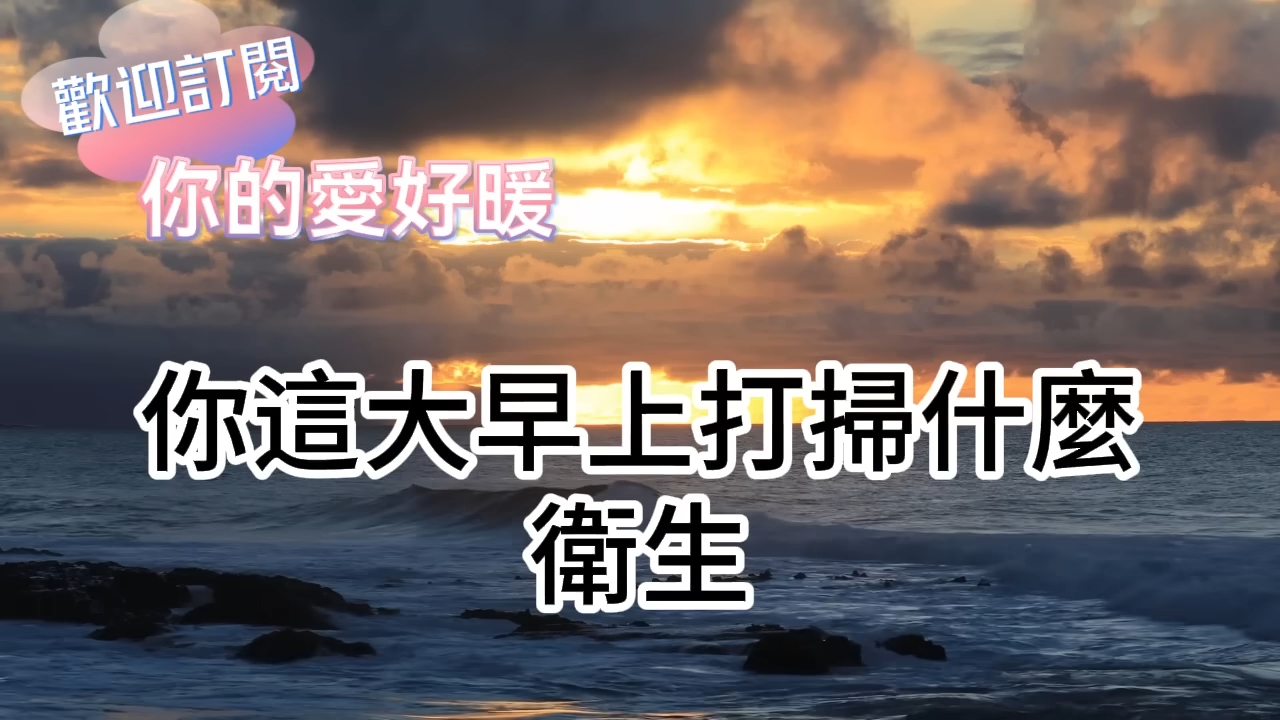 歡迎訂閱
你的愛好暖
你這大早上打掃什麼
衛生